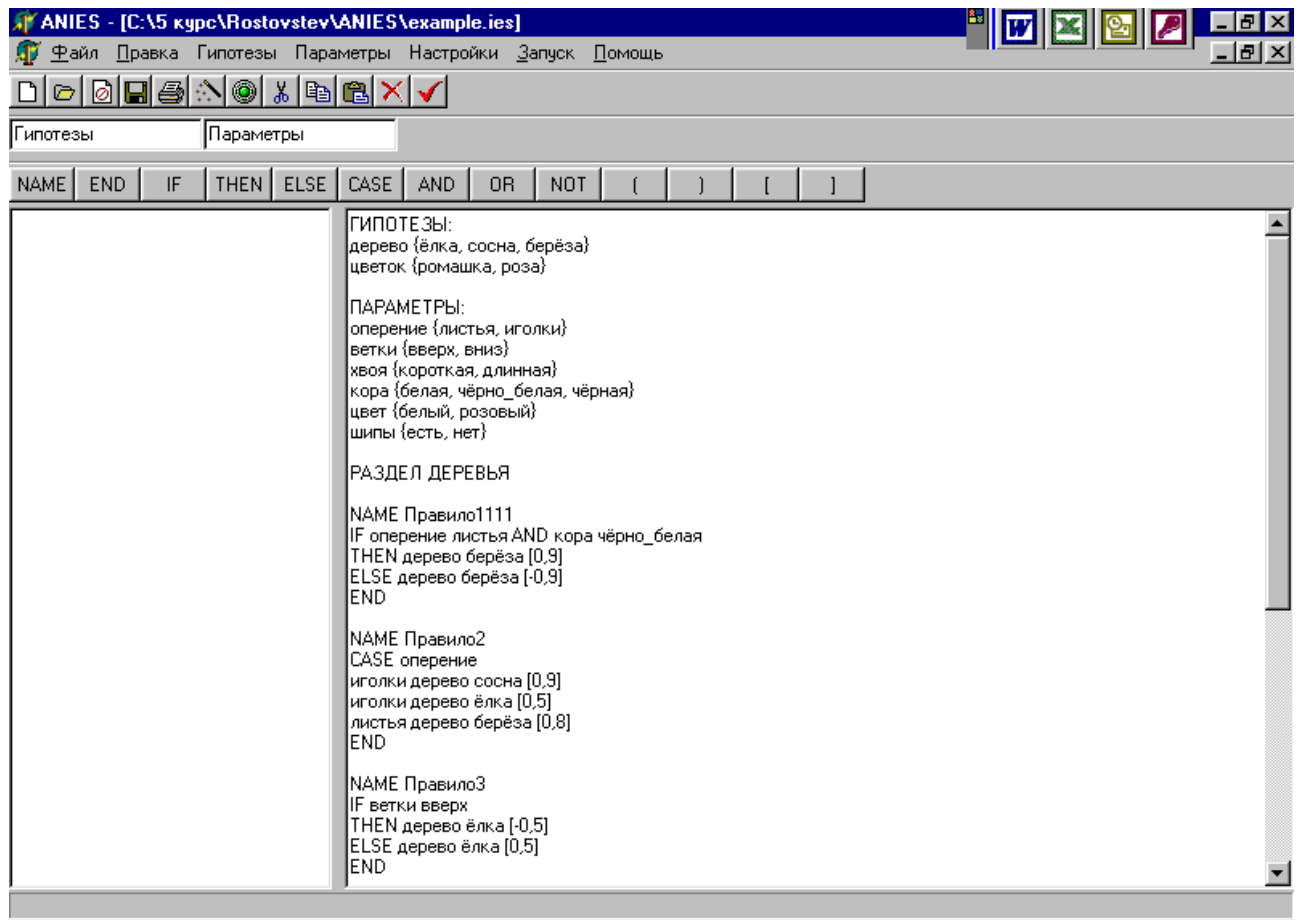 ANIES - [C:\5 курс\Rostovstev\ANIES\example.ies]
Файл Правка Гипотезы Параметры Настройки Запуск Помощь
Гипотезы Параметры
NAME END IF THEN ELSE CASE AND OR NOT ( ) [ ]
ГИПОТЕЗЫ:
дерево {ёлка, сосна, берёза}
цветок {ромашка, роза}
ПАРАМЕТРЫ:
оперение {листья, иголки}
ветки {вверх, вниз}
хвоя {короткая, длинная}
кора {белая, чёрно_белая, чёрная}
цвет {белый, розовый}
шипы {есть, нет}
РАЗДЕЛ ДЕРЕВЬЯ
NAME Правило1111
IF оперение листья AND кора чёрно_белая
THEN дерево берёза [0,9]
ELSE дерево берёза [-0,9]
END
NAME Правило2
CASE оперение
иголки дерево сосна [0,9]
иголки дерево ёлка [0,5]
листья дерево берёза [0,8]
END
NAME Правило3
IF ветки вверх
THEN дерево ёлка [-0,5]
ELSE дерево ёлка [0,5]
END